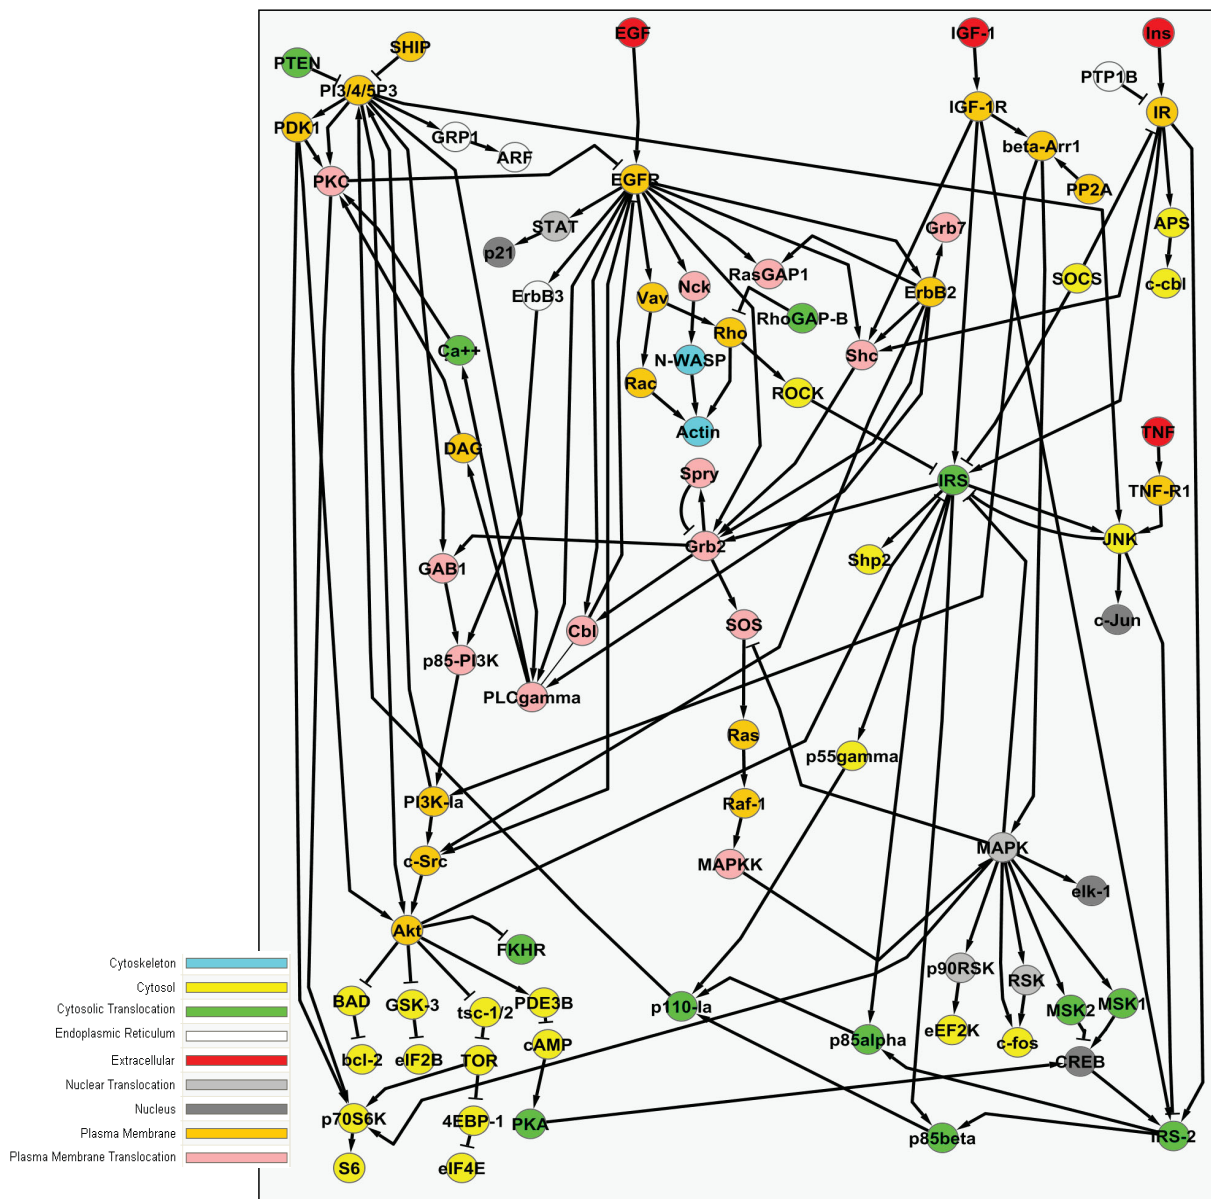 EGF
IGF-1
Ins
SHIP
PTEN
PTP1B
PI3/4/5P3
IGF-1R
IR
PDK1
GRP1
beta-Arr1
ARF
PKC
EGFR
PP2A
STAT
Grb7
APS
p21
RasGAP1
SOCS
c-cbl
ErbB3
Nck
ErbB2
Vav
RhoGAP-B
Rho
Ca++
N-WASP
Shc
Rac
ROCK
Actin
TNF
DAG
Spry
IRS
TNF-R1
Grb2
JNK
GAB1
Shp2
c-Jun
Cbl
SOS
p85-PI3K
PLCgamma
Ras
p55gamma
PI3K-Ia
Raf-1
MAPKK
MAPK
c-Src
elk-1
Akt
FKHR
Cytoskeleton
Cytosol
Cytosolic Translocation
Endoplasmic Reticulum
Extracellular
Nuclear Translocation
Nucleus
Plasma Membrane
Plasma Membrane Translocation
p90RSK
RSK
BAD
GSK-3
tsc-1/2
PDE3B
p110-Ia
MSK2
MSK1
eEF2K
c-fos
p85alpha
cAMP
bcl-2
eIF2B
TOR
CREB
p70S6K
4EBP-1
PKA
p85beta
IRS-2
S6
eIF4E